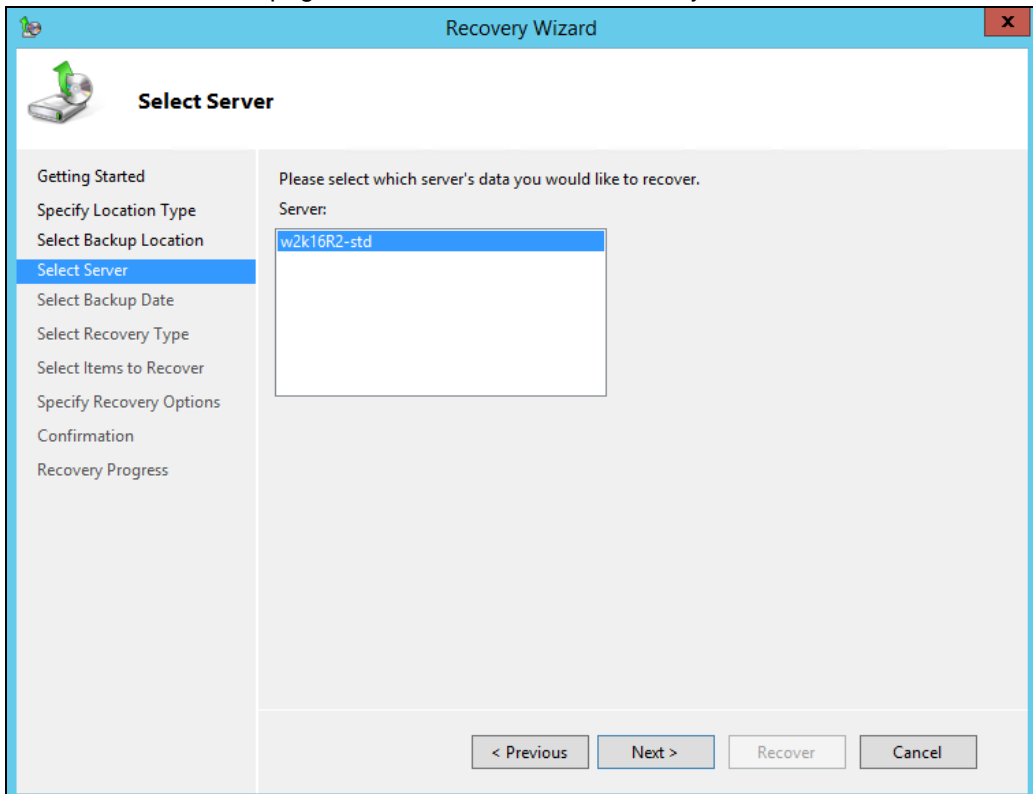 Recovery Wizard
x
Select Server
Getting Started
Specify Location Type
Select Backup Location
Select Server
Select Backup Date
Select Recovery Type
Select Items to Recover
Specify Recovery Options
Confirmation
Recovery Progress
Please select which server's data you would like to recover.
Server:
w2k16R2-std
< Previous
Next >
Recover
Cancel